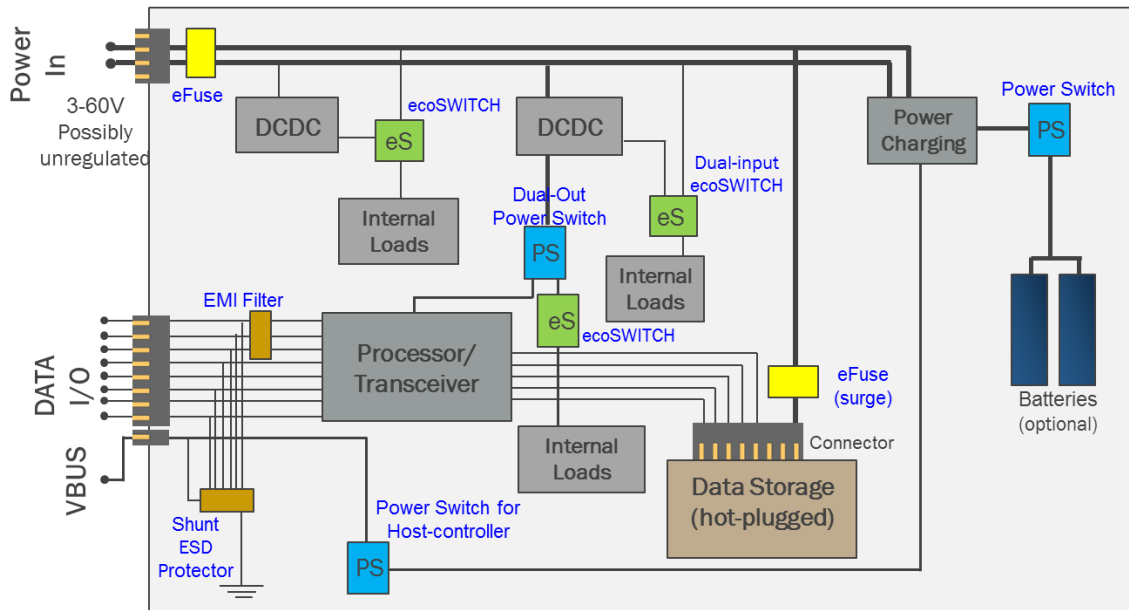 Power
In
3-60V
Possibly
unregulated
eFuse
DCDC
ecoSWITCH
eS
Internal
Loads
DCDC
Dual-input
ecoSWITCH
eS
Internal
Loads
Dual-Out
Power Switch
PS
eS
ecoSWITCH
Internal
Loads
Power
Charging
Power Switch
PS
Batteries
(optional)
EMI Filter
DATA
I/O
Processor/
Transceiver
eFuse
(surge)
Connector
Data Storage
(hot-plugged)
VBUS
Shunt
ESD
Protector
Power Switch for
Host-controller
PS